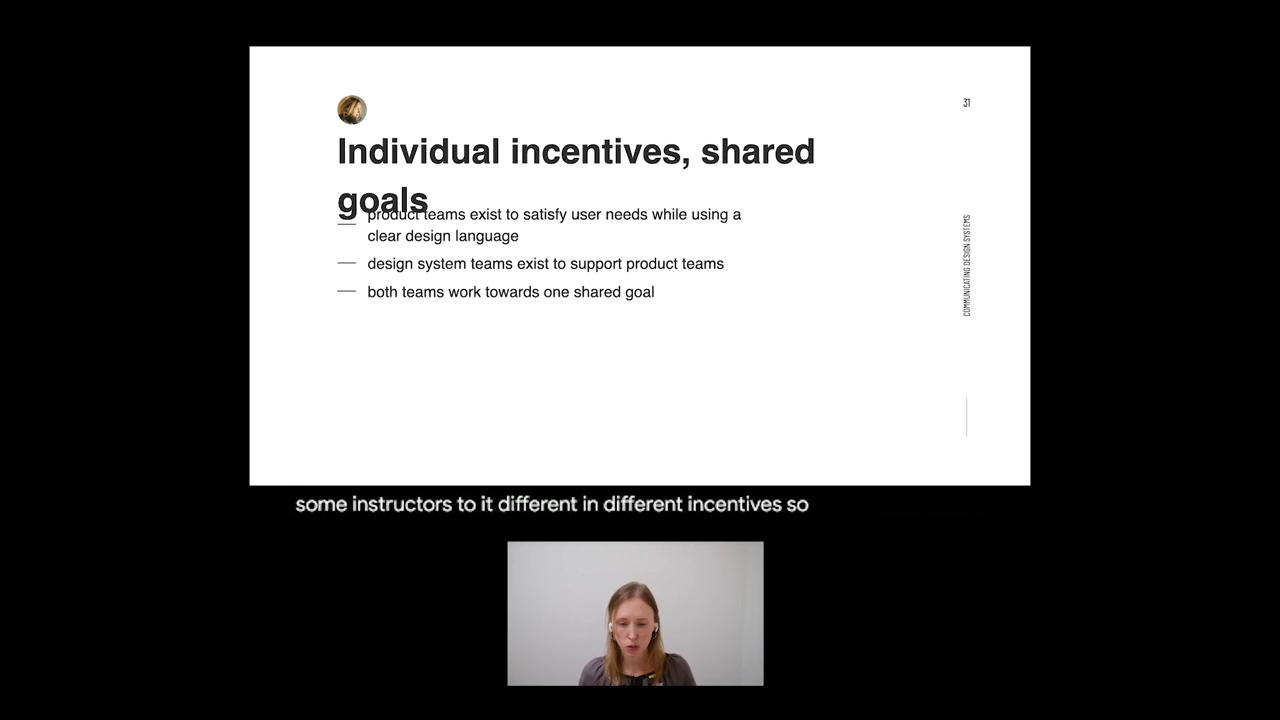 31
Individual incentives, shared
goals
product teams exist to satisfy user needs while using a
clear design language
design system teams exist to support product teams
both teams work towards one shared goal
COMMUNICATING DESIGN SYSTEMS
some instructors to it different in different incentives so